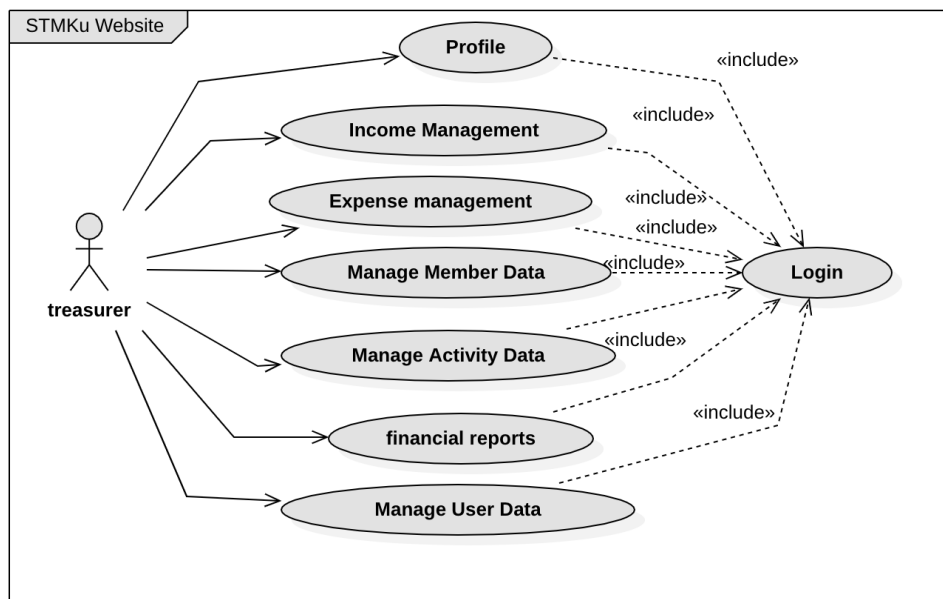 STMKu Website
Profile
«include»
Income Management
«include»
Expense management
«include»
«include»
Manage Member Data
«include»
Login
treasurer
Manage Activity Data
«include»
financial reports
«include»
Manage User Data